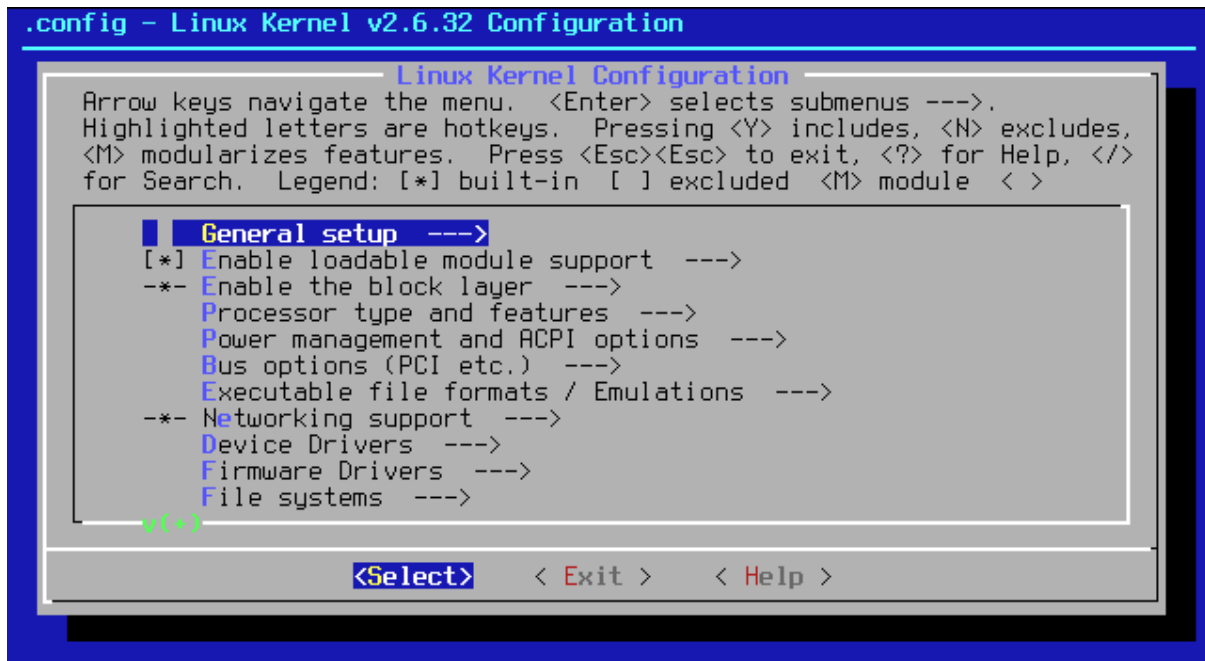 .config - Linux Kernel v2.6.32 Configuration
Linux Kernel Configuration
Arrow keys navigate the menu.  <Enter> selects submenus --->.
Highlighted letters are hotkeys.  Pressing <Y> includes, <N> excludes,
<M> modularizes features.  Press <Esc><Esc> to exit, <?> for Help, </>
for Search.  Legend: [*] built-in  [ ] excluded  <M> module  < >
General setup  --->
[*] Enable loadable module support  --->
-*- Enable the block layer  --->
Processor type and features  --->
Power management and ACPI options  --->
Bus options (PCI etc.)  --->
Executable file formats / Emulations  --->
-*- Networking support  --->
Device Drivers  --->
Firmware Drivers  --->
File systems  --->
v(+)
<Select>    < Exit >    < Help >